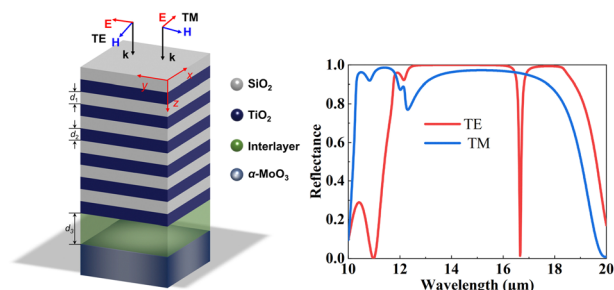 E
TE
H
k
E
TM
H
k
x
y
z
d1
d2
d3
SiO2
TiO2
Interlayer
α-MoO3
Reflectance
1.0
0.8
0.6
0.4
0.2
0.0
TE
TM
10 12 14 16 18 20
Wavelength (μm)